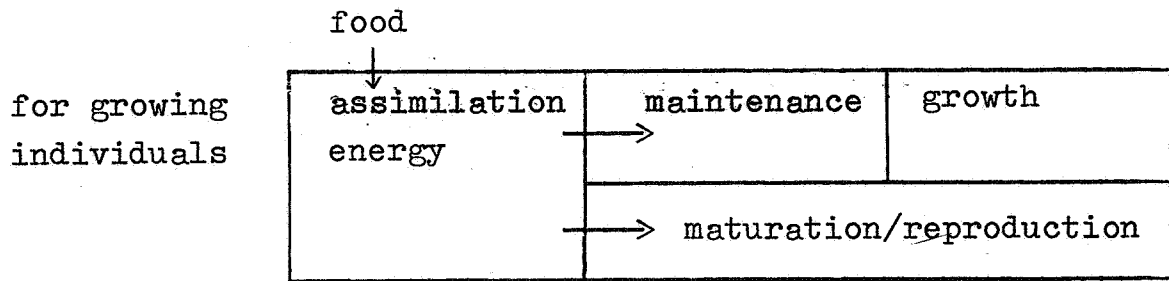 food
for growing individuals
assimilation energy
maintenance
growth
maturation/reproduction